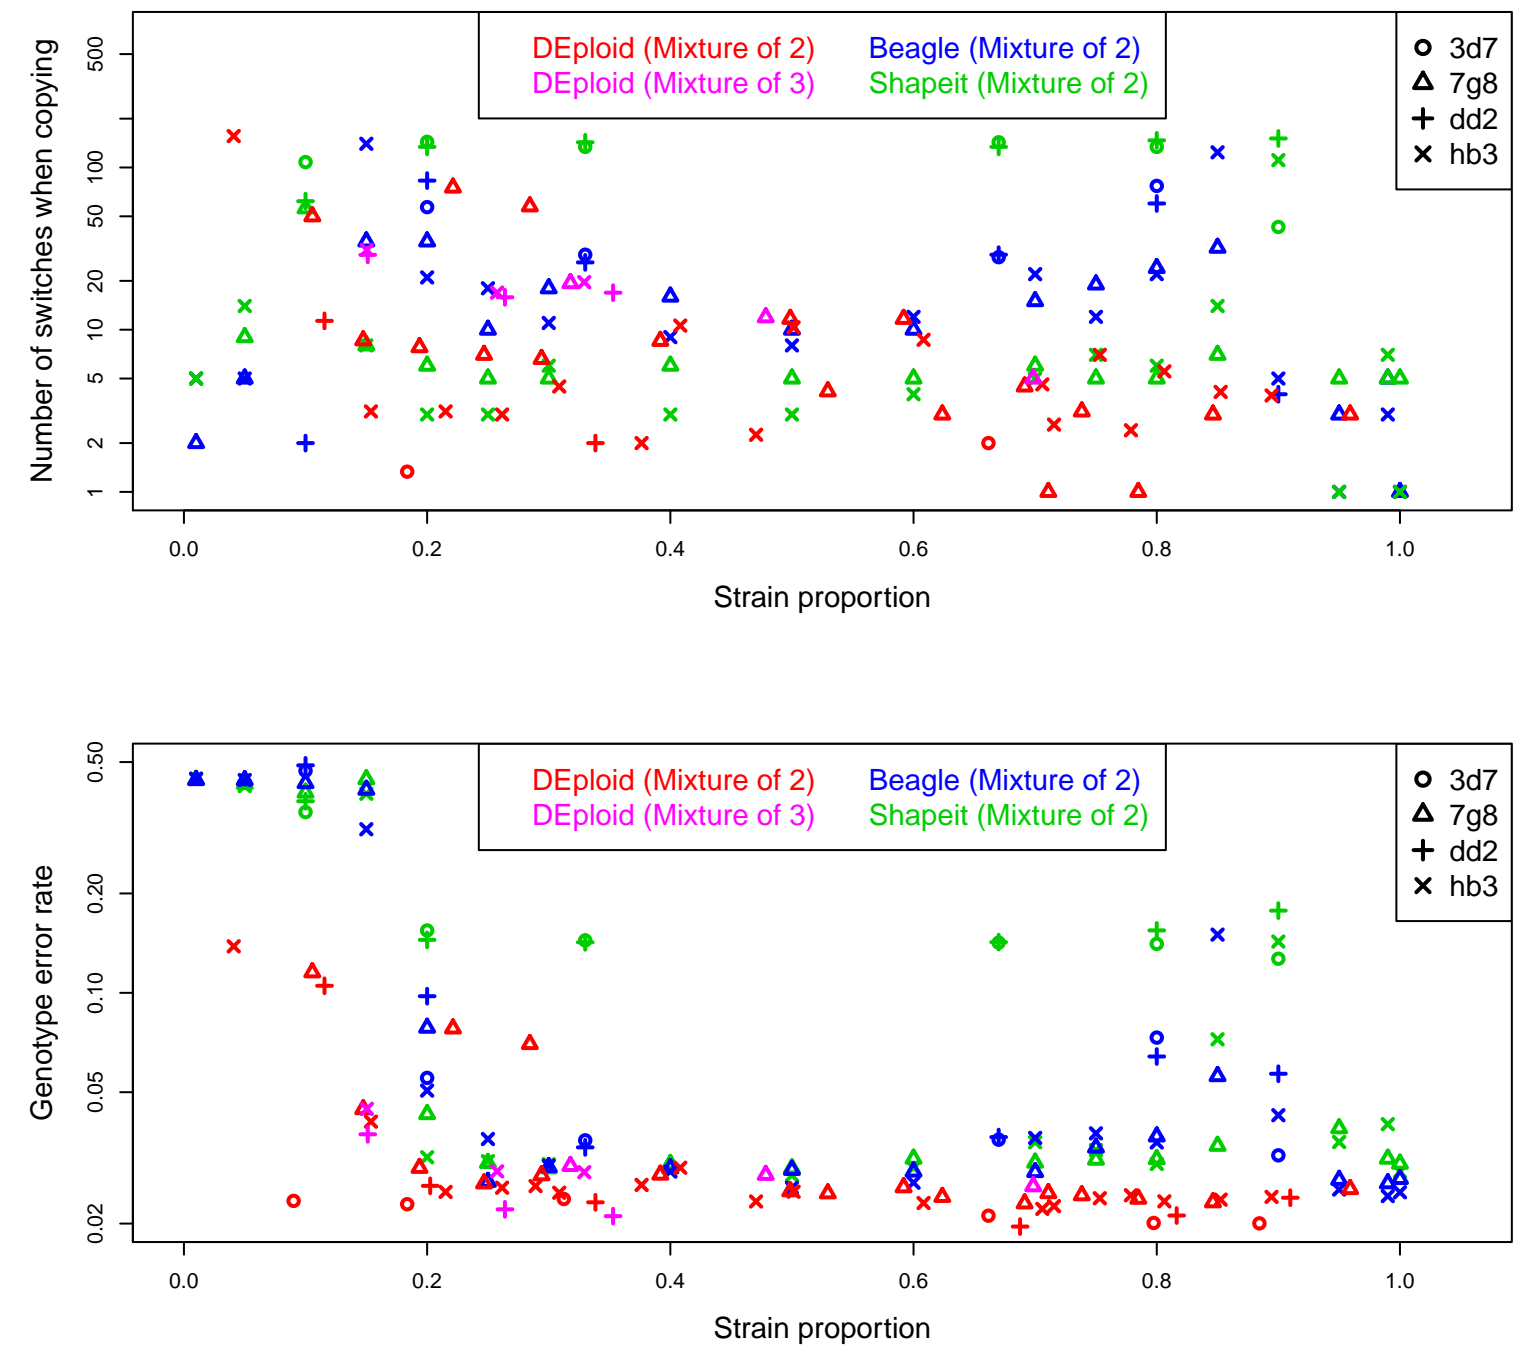 DEploid (Mixture of 2) Beagle (Mixture of 2)
DEploid (Mixture of 3) Shapeit (Mixture of 2)
3d7
7g8
dd2
hb3
Number of switches when copying
500
100
50
20
10
5
2
1
0.0 0.2 0.4 0.6 0.8 1.0
Strain proportion
DEploid (Mixture of 2) Beagle (Mixture of 2)
DEploid (Mixture of 3) Shapeit (Mixture of 2)
3d7
7g8
dd2
hb3
Genotype error rate
0.50
0.20
0.10
0.05
0.02
0.0 0.2 0.4 0.6 0.8 1.0
Strain proportion